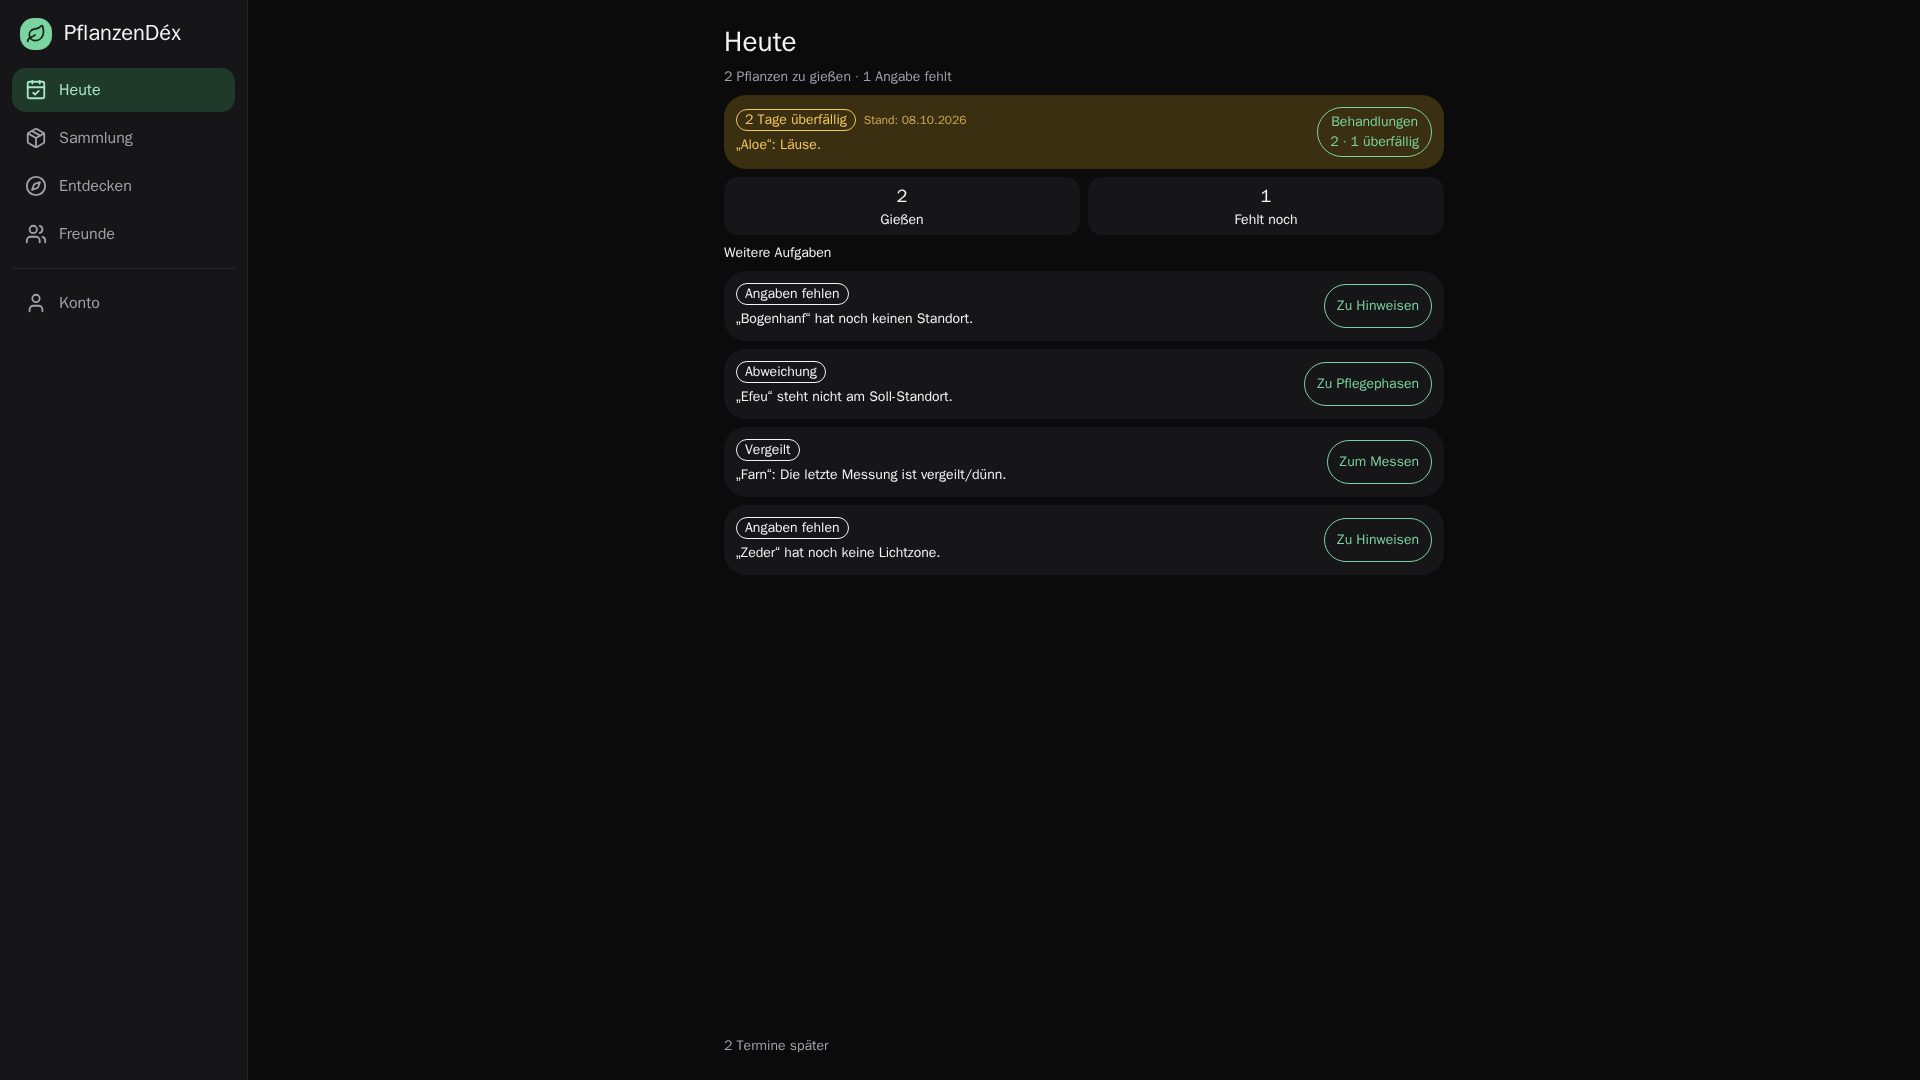 PflanzenDéx
Heute
Sammlung
Entdecken
Freunde
Konto
Heute
2 Pflanzen zu gießen · 1 Angabe fehlt
2 Tage überfällig Stand: 08.10.2026
„Aloe“: Läuse.
Behandlungen
2 · 1 überfällig
2
Gießen
1
Fehlt noch
Weitere Aufgaben
Angaben fehlen
„Bogenhanf“ hat noch keinen Standort.
Zu Hinweisen
Abweichung
„Efeu“ steht nicht am Soll-Standort.
Zu Pflegephasen
Vergeilt
„Farn“: Die letzte Messung ist vergeilt/dünn.
Zum Messen
Angaben fehlen
„Zeder“ hat noch keine Lichtzone.
Zu Hinweisen
2 Termine später